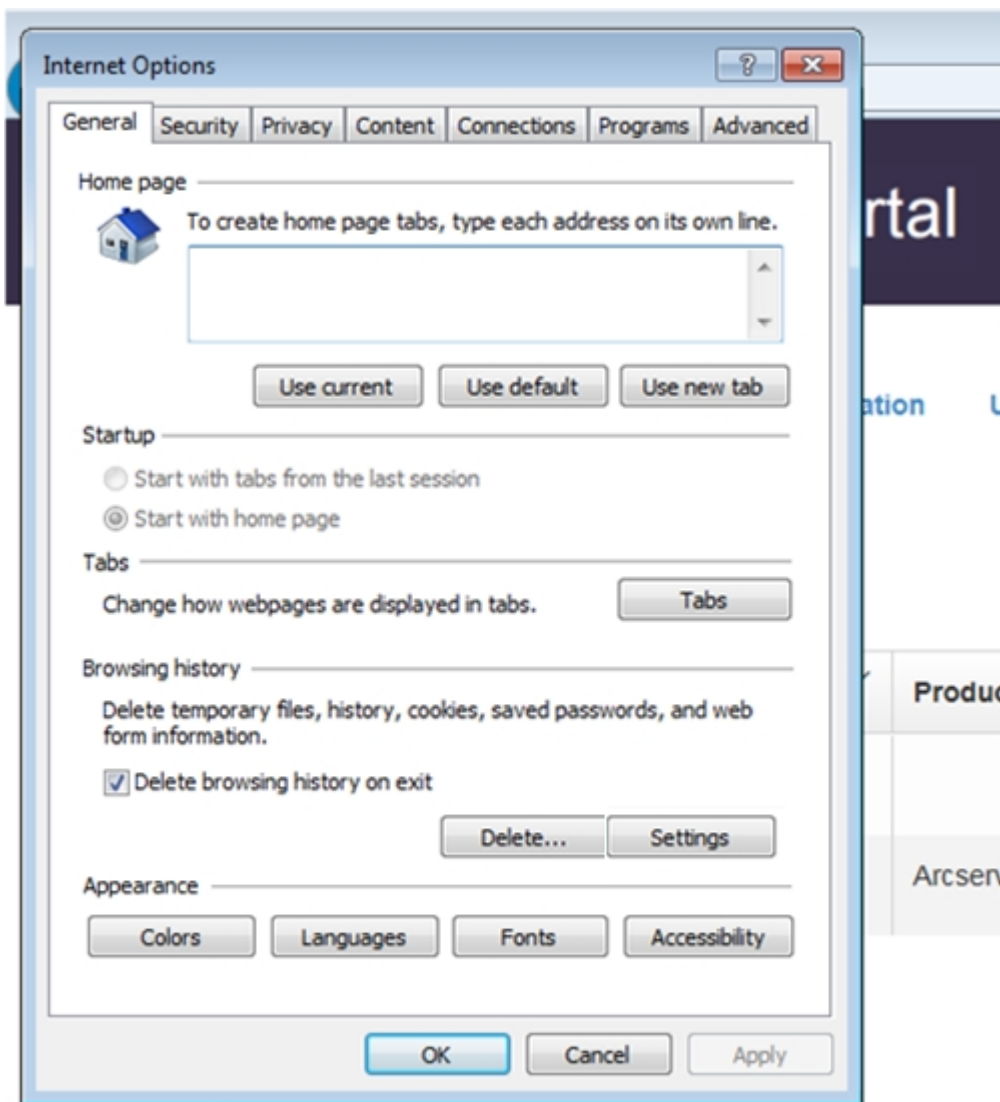 Internet Options
General Security Privacy Content Connections Programs Advanced
Home page
To create home page tabs, type each address on its own line.
Use current Use default Use new tab
Startup
Start with tabs from the last session
Start with home page
Tabs
Change how webpages are displayed in tabs.
Tabs
Browsing history
Delete temporary files, history, cookies, saved passwords, and web
form information.
Delete browsing history on exit
Delete... Settings
Appearance
Colors Languages Fonts Accessibility
OK Cancel Apply
rtal
ation U
Produc
Arcserv